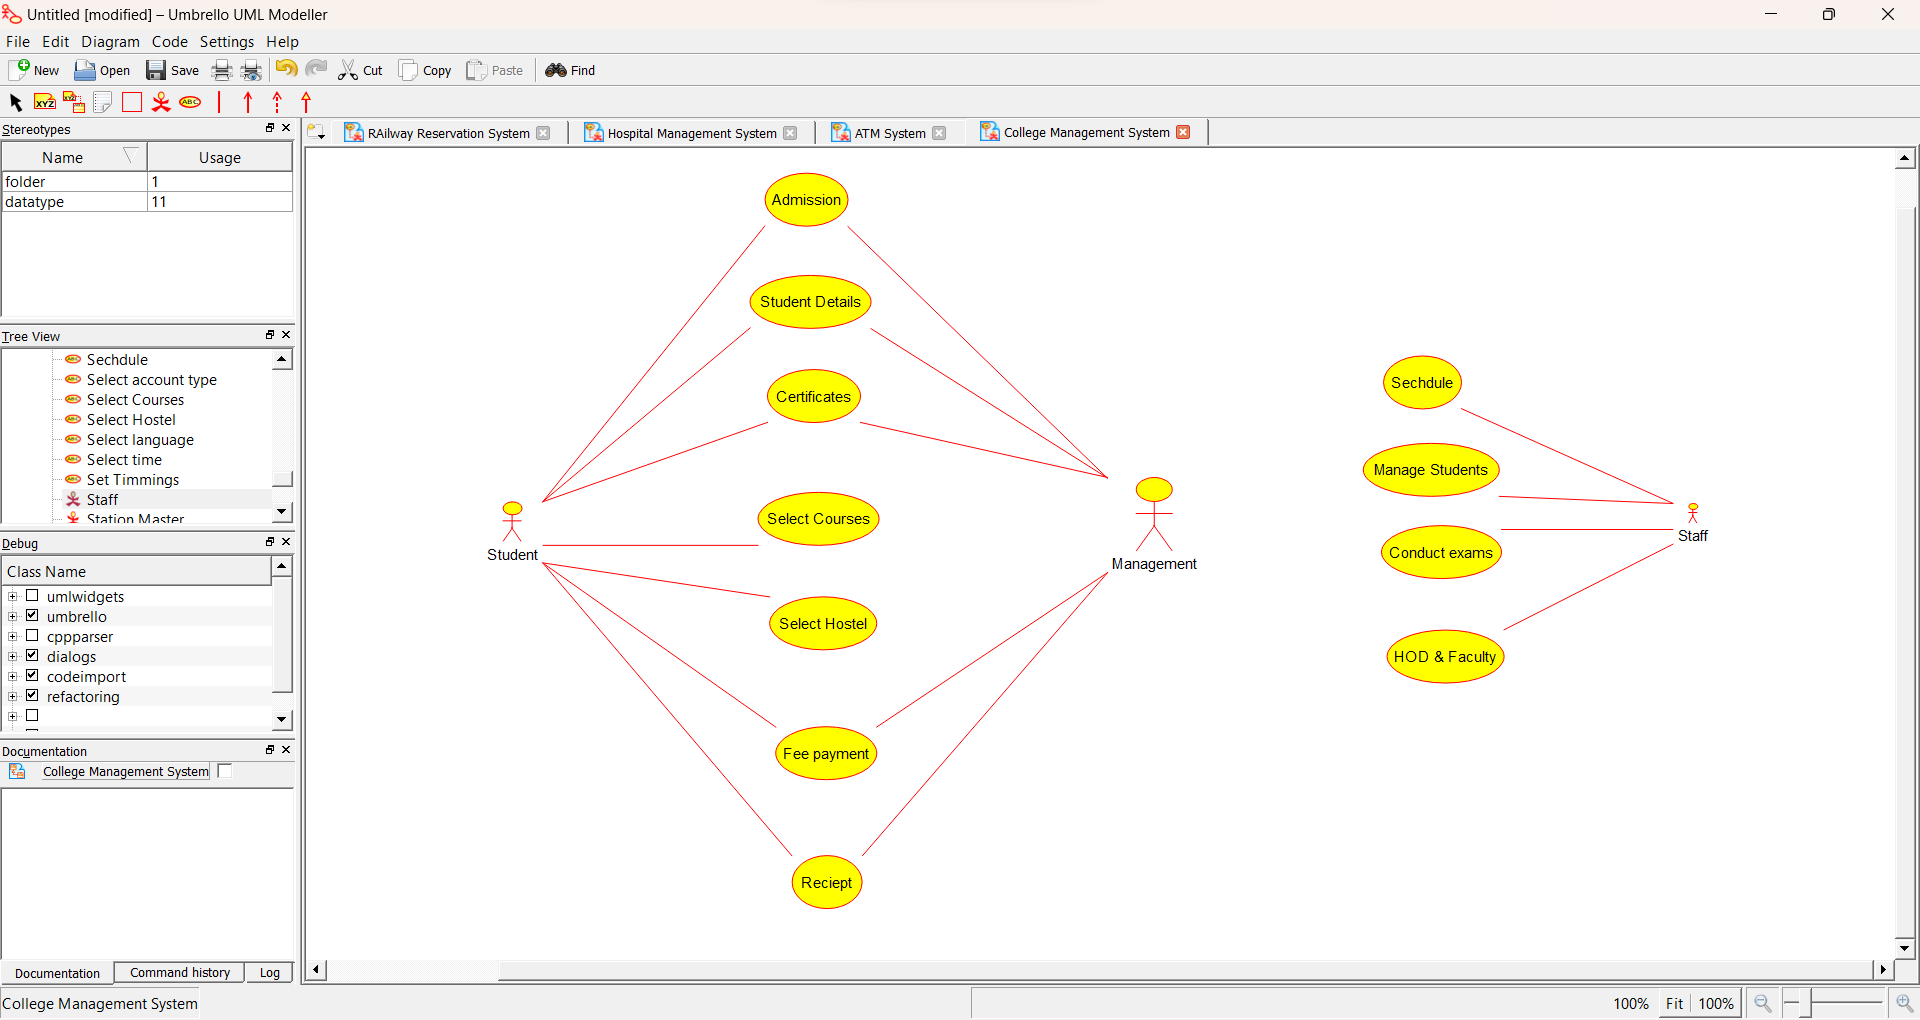 Untitled [modified] – Umbrello UML Modeller
File Edit Diagram Code Settings Help
New Open Save Cut Copy Paste Find
XYZ XYZ ABC
Stereotypes
Name Usage
folder 1
datatype 11
Tree View
Sechdule
Select account type
Select Courses
Select Hostel
Select language
Select time
Set Timmings
Staff
Station Master
Debug
Class Name
umlwidgets
umbrello
cppparser
dialogs
codeimport
refactoring
Documentation
College Management System
Documentation Command history Log
RAilway Reservation System Hospital Management System ATM System College Management System
Admission
Student Details
Certificates
Select Courses
Student
Select Hostel
Fee payment
Reciept
Management
Sechdule
Manage Students
Conduct exams
HOD & Faculty
Staff
College Management System
100% Fit 100%